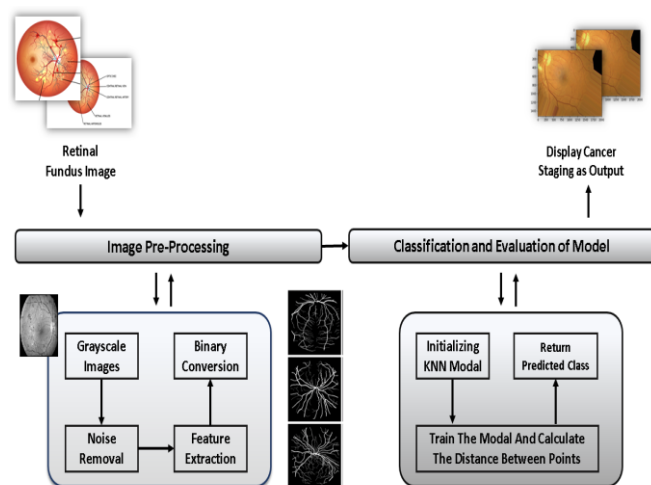 Retinal
Fundus Image
Display Cancer
Staging as Output
Image Pre-Processing
Classification and Evaluation of Model
Grayscale
Images
Binary
Conversion
Noise
Removal
Feature
Extraction
Initializing
KNN Modal
Return
Predicted Class
Train The Modal And Calculate
The Distance Between Points